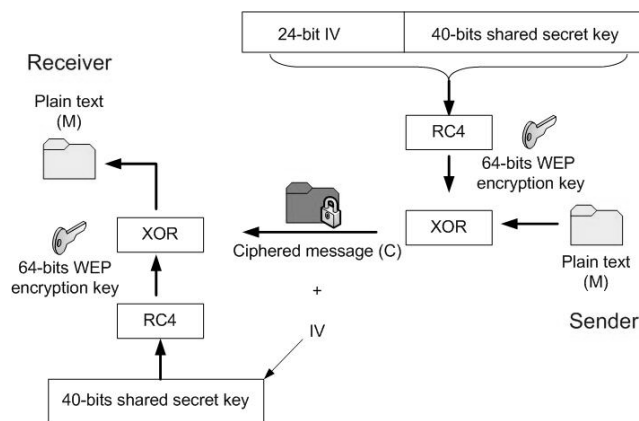 24-bit IV
40-bits shared secret key
Receiver
Plain text
(M)
RC4
64-bits WEP
encryption key
XOR
Ciphered message (C)
XOR
Plain text
(M)
64-bits WEP
encryption key
+
RC4
IV
Sender
40-bits shared secret key